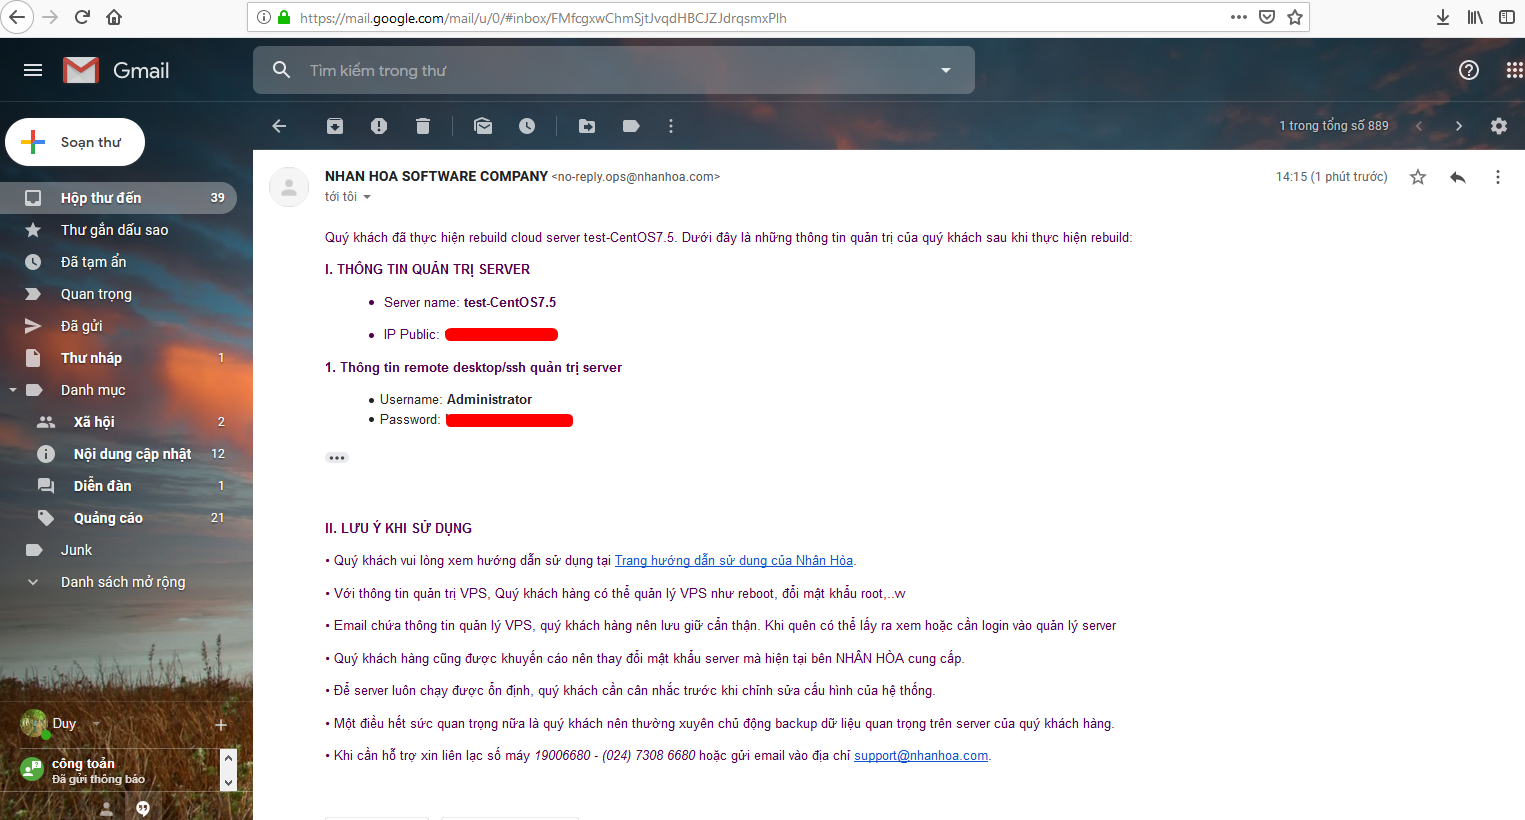 https://mail.google.com/mail/u/0/#inbox/FMfcgxwChmSjtJvqdHBCJZJdrqsmxPlh
Gmail
Tìm kiếm trong thư
Soạn thư
1 trong tổng số 889
Hộp thư đến 39
Thư gắn dấu sao
Đã tạm ẩn
Quan trọng
Đã gửi
Thư nháp 1
Danh mục
Xã hội 2
Nội dung cập nhật 12
Diễn đàn 1
Quảng cáo 21
Junk
Danh sách mở rộng
Duy
công toản
Đã gửi thông báo
NHAN HOA SOFTWARE COMPANY <no-reply.ops@nhanhoa.com>
14:15 (1 phút trước)
tới tôi
Quý khách đã thực hiện rebuild cloud server test-CentOS7.5. Dưới đây là những thông tin quản trị của quý khách sau khi thực hiện rebuild:
I. THÔNG TIN QUẢN TRỊ SERVER
• Server name: test-CentOS7.5
• IP Public:
1. Thông tin remote desktop/ssh quản trị server
• Username: Administrator
• Password:
II. LƯU Ý KHI SỬ DỤNG
• Quý khách vui lòng xem hướng dẫn sử dụng tại Trang hướng dẫn sử dụng của Nhân Hòa.
• Với thông tin quản trị VPS, Quý khách hàng có thể quản lý VPS như reboot, đổi mật khẩu root,..w
• Email chứa thông tin quản lý VPS, quý khách hàng nên lưu giữ cẩn thận. Khi quên có thể lấy ra xem hoặc cần login vào quản lý server
• Quý khách hàng cũng được khuyến cáo nên thay đổi mật khẩu server mà hiện tại bên NHÂN HÒA cung cấp.
• Để server luôn chạy được ổn định, quý khách cần cân nhắc trước khi chỉnh sửa cấu hình của hệ thống.
• Một điều hết sức quan trọng nữa là quý khách nên thường xuyên chủ động backup dữ liệu quan trọng trên server của quý khách hàng.
• Khi cần hỗ trợ xin liên lạc số máy 19006680 - (024) 7308 6680 hoặc gửi email vào địa chỉ support@nhanhoa.com.